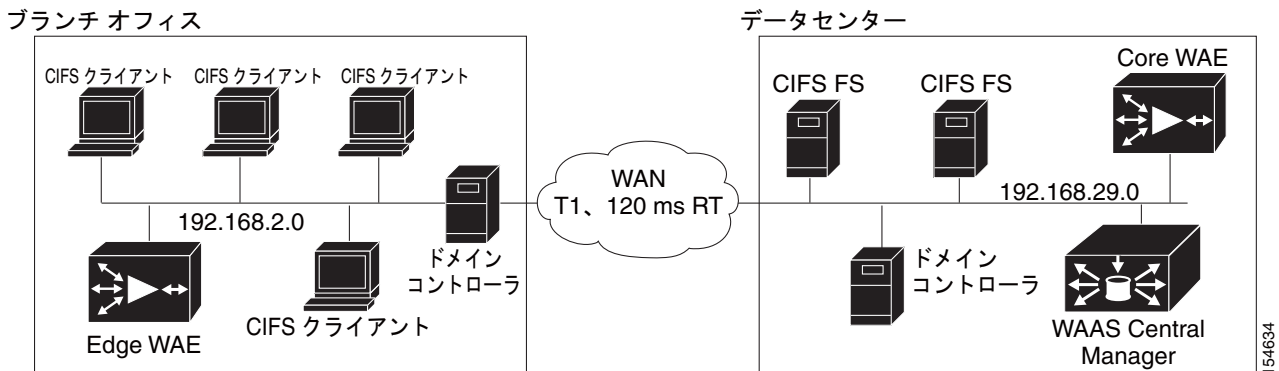 ブランチ オフィス
データセンター
CIFS クライアント
CIFS クライアント
CIFS クライアント
CIFS FS
CIFS FS
Core WAE
WAN
T1、120 ms RT
192.168.2.0
192.168.29.0
ドメイン
コントローラ
ドメイン
コントローラ
Edge WAE
CIFS クライアント
WAAS Central
Manager
154634